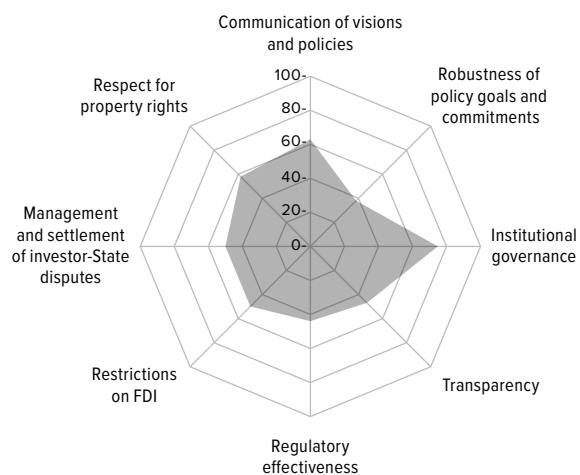 Communication of visions
and policies
Robustness of
policy goals and
commitments
Institutional
governance
Transparency
Regulatory
effectiveness
Restrictions
on FDI
Management
and settlement
of investor-State
disputes
Respect for
property rights
100-
80-
60-
40-
20-
0-